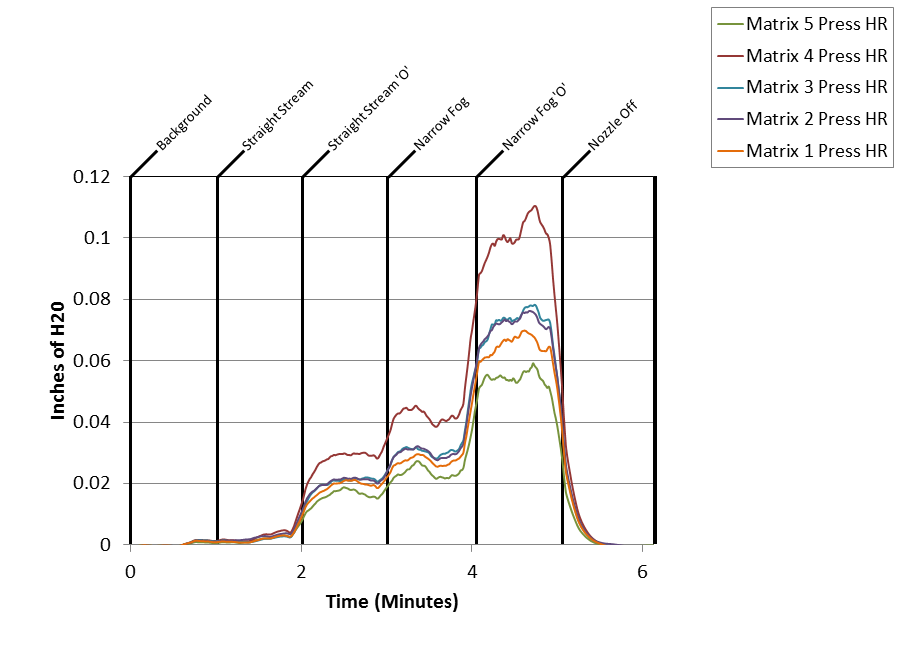 Matrix 5 Press HR
Matrix 4 Press HR
Matrix 3 Press HR
Matrix 2 Press HR
Matrix 1 Press HR
Background
Straight Stream
Straight Stream 'O'
Narrow Fog
Narrow Fog 'O'
Nozzle Off
0.12
0.1
0.08
0.06
0.04
0.02
0
Inches of H20
0 2 4 6
Time (Minutes)